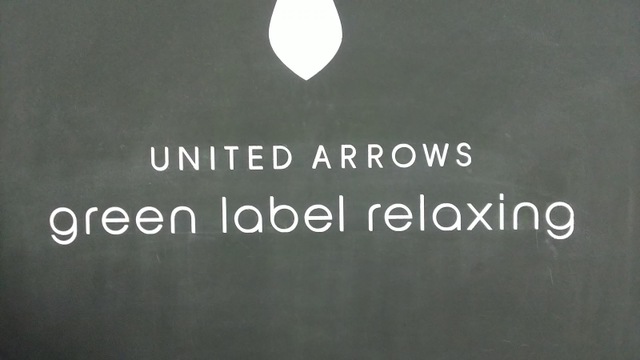 UNITED ARROWS
green label relaxing